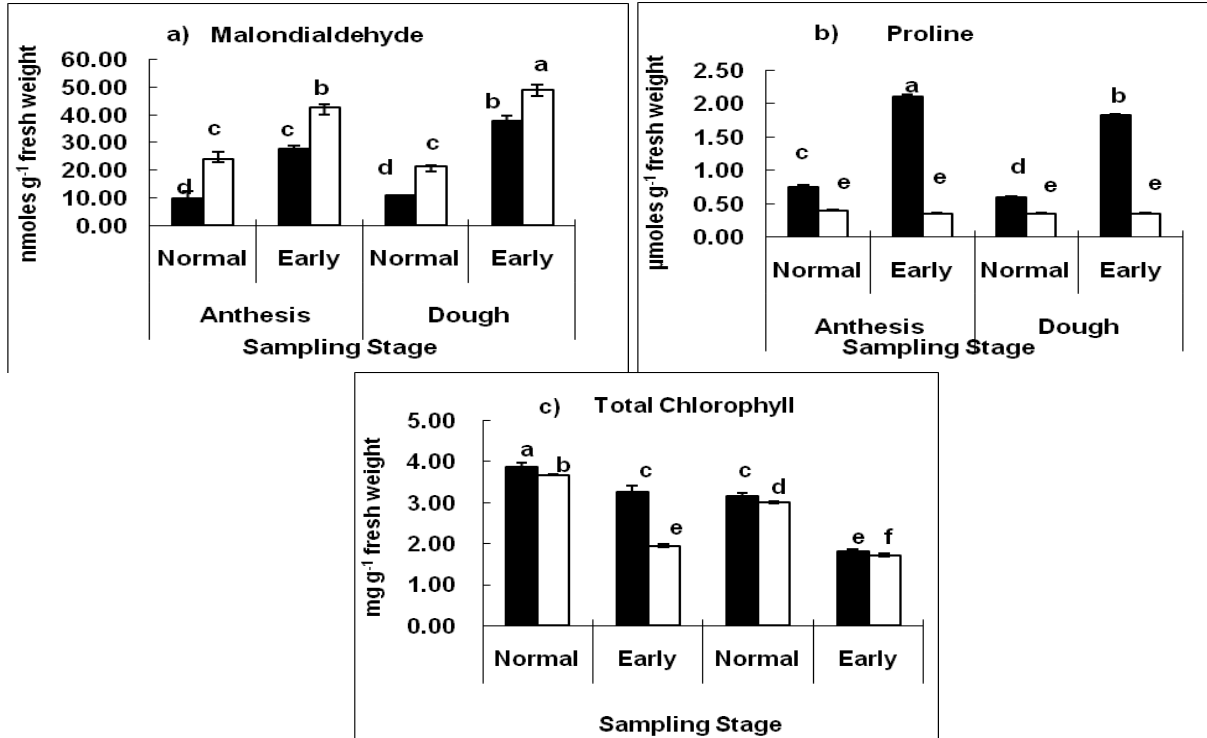 a) Malondialdehyde
nmoles g-1 fresh weight
60.00
50.00
40.00
30.00
20.00
10.00
0.00
d c c b d c b a
Normal Early Normal Early
Anthesis Dough
Sampling Stage
b) Proline
µmoles g-1 fresh weight
2.50
2.00
1.50
1.00
0.50
0.00
c e a e d e b e
Normal Early Normal Early
Anthesis Dough
Sampling Stage
c) Total Chlorophyll
mg g-1 fresh weight
5.00
4.00
3.00
2.00
1.00
0.00
a b c e c d e f
Normal Early Normal Early
Sampling Stage